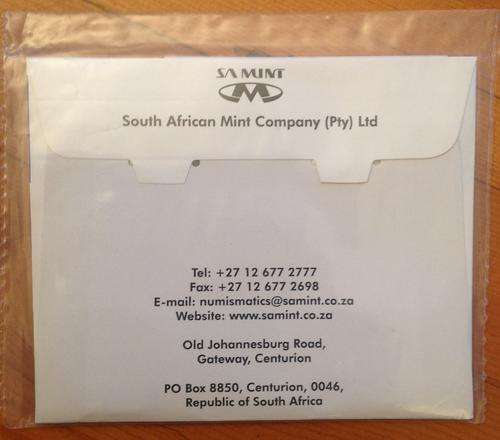 SA MINT
South African Mint Company (Pty) Ltd
Tel: +27 12 677 2777
Fax: +27 12 677 2698
E-mail: numismatics@samint.co.za
Website: www.samint.co.za
Old Johannesburg Road,
Gateway, Centurion
PO Box 8850, Centurion, 0046,
Republic of South Africa